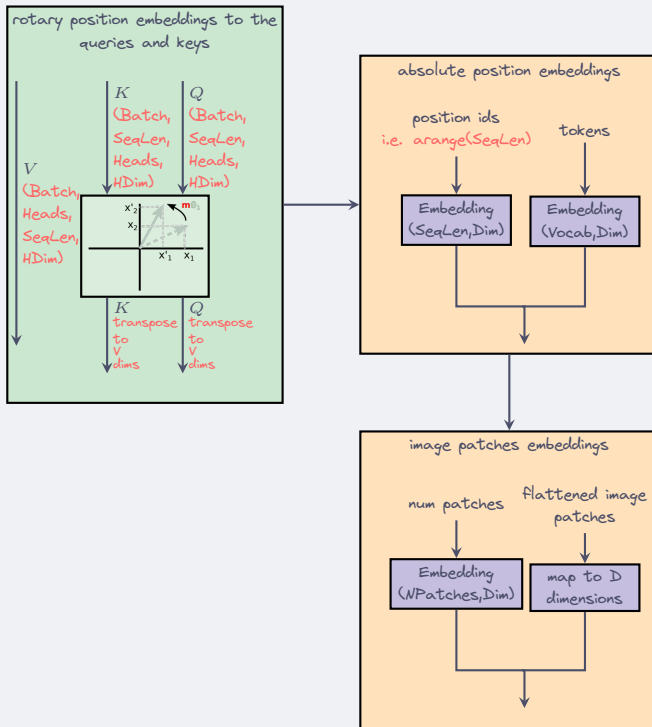 rotary position embeddings to the
queries and keys
K
(Batch,
SeqLen,
Heads,
HDim)
Q
(Batch,
SeqLen,
Heads,
HDim)
V
(Batch,
Heads,
SeqLen,
HDim)
x'₂
x₂
x'₁
x₁
mθ₁
K
transpose
to
V
dims
Q
transpose
to
V
dims
absolute position embeddings
position ids
i.e. arange(SeqLen)
tokens
Embedding
(SeqLen,Dim)
Embedding
(Vocab,Dim)
image patches embeddings
num patches
flattened image
patches
Embedding
(NPatches,Dim)
map to D
dimensions